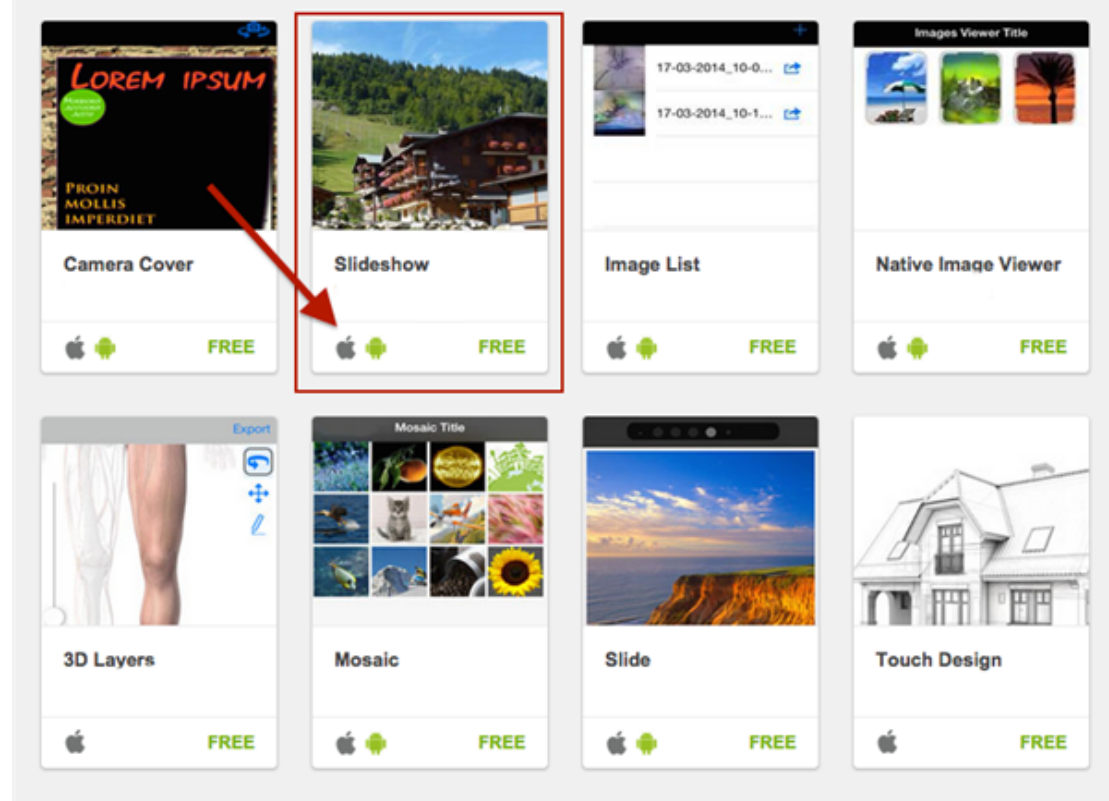 LOREM IPSUM
PROIN
MOLLIS
IMPERDIET
Camera Cover
FREE
Slideshow
FREE
17-03-2014_10-0...
17-03-2014_10-1...
Image List
FREE
Images Viewer Title
Native Image Viewer
FREE
Export
3D Layers
FREE
Mosaic Title
Mosaic
FREE
Slide
FREE
Touch Design
FREE